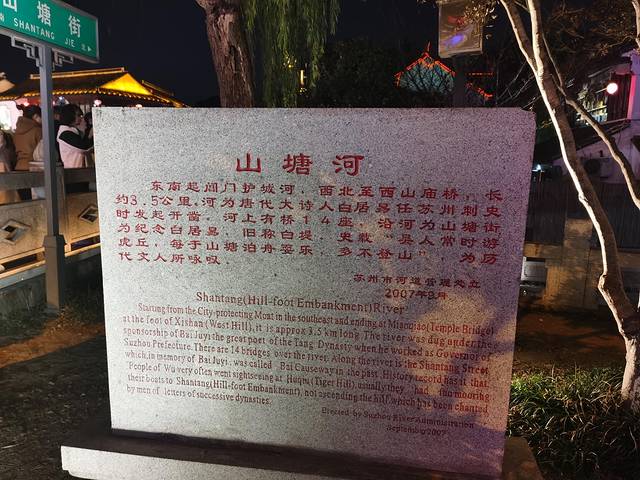 山塘街
SHANTANG JIE
山塘河
东南起阊门护城河，西北至西山庙桥，长
约3.5公里。河为唐代大诗人白居易任苏州刺史
时发起开凿。河上有桥14座，沿河为山塘街
为纪念白居易，旧称白堤。史载“吴人常时游
虎丘，每于山塘泊舟宴乐，多不登山”，为历
代文人所咏叹
苏州市河道管理处立
2007年9月
Shantang(Hill-foot Embankment)River
Starting from the City-protecting Moat in the southeast and ending at Miaoqiao(Temple Bridge)
at the foot of Xishan(West Hill), it is approx 3.5 km long. The river was dug under the
sponsorship of Bai Juyi the great poet of the Tang Dynasty when he worked as Governor of
Suzhou Prefecture. There are 14 bridges over the river. Along the river is the Shantang Street
which, in memory of Bai Juyi, was called Bai Causeway in the past. History record has it that
People of Wu very often went sightseeing at Huqiu(Tiger Hill), usually they had fun mooring
their boats to Shantang(Hill-foot Embankment), not ascending the hill, which has been chanted
by men of letters of successive dynasties.
Erected by Suzhou River Administration
September 2007